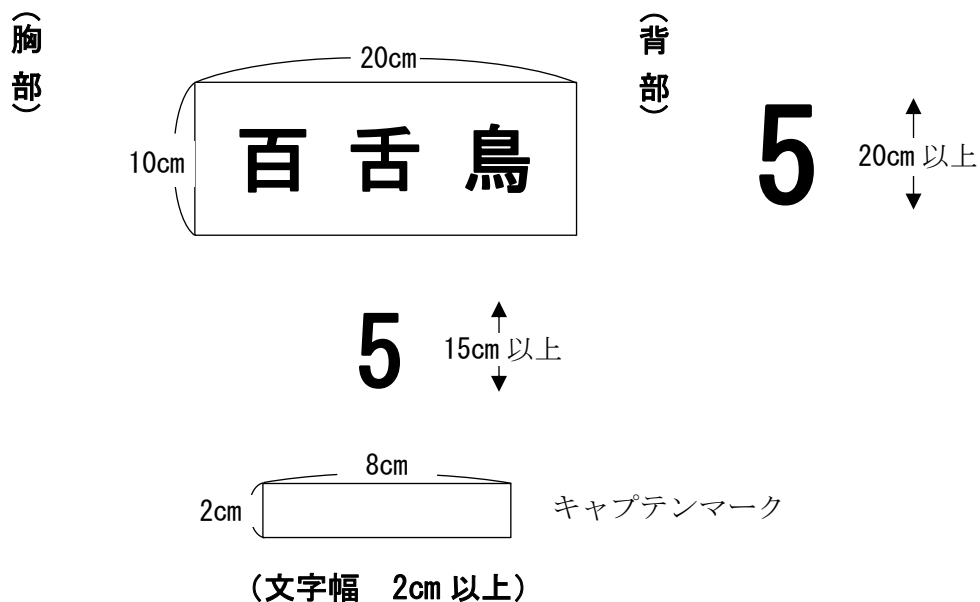 (胸部)
20cm
10cm
百 舌 鳥
5
15cm 以上
8cm
2cm
キャプテンマーク
(文字幅 2cm 以上)
(背部)
5
20cm 以上